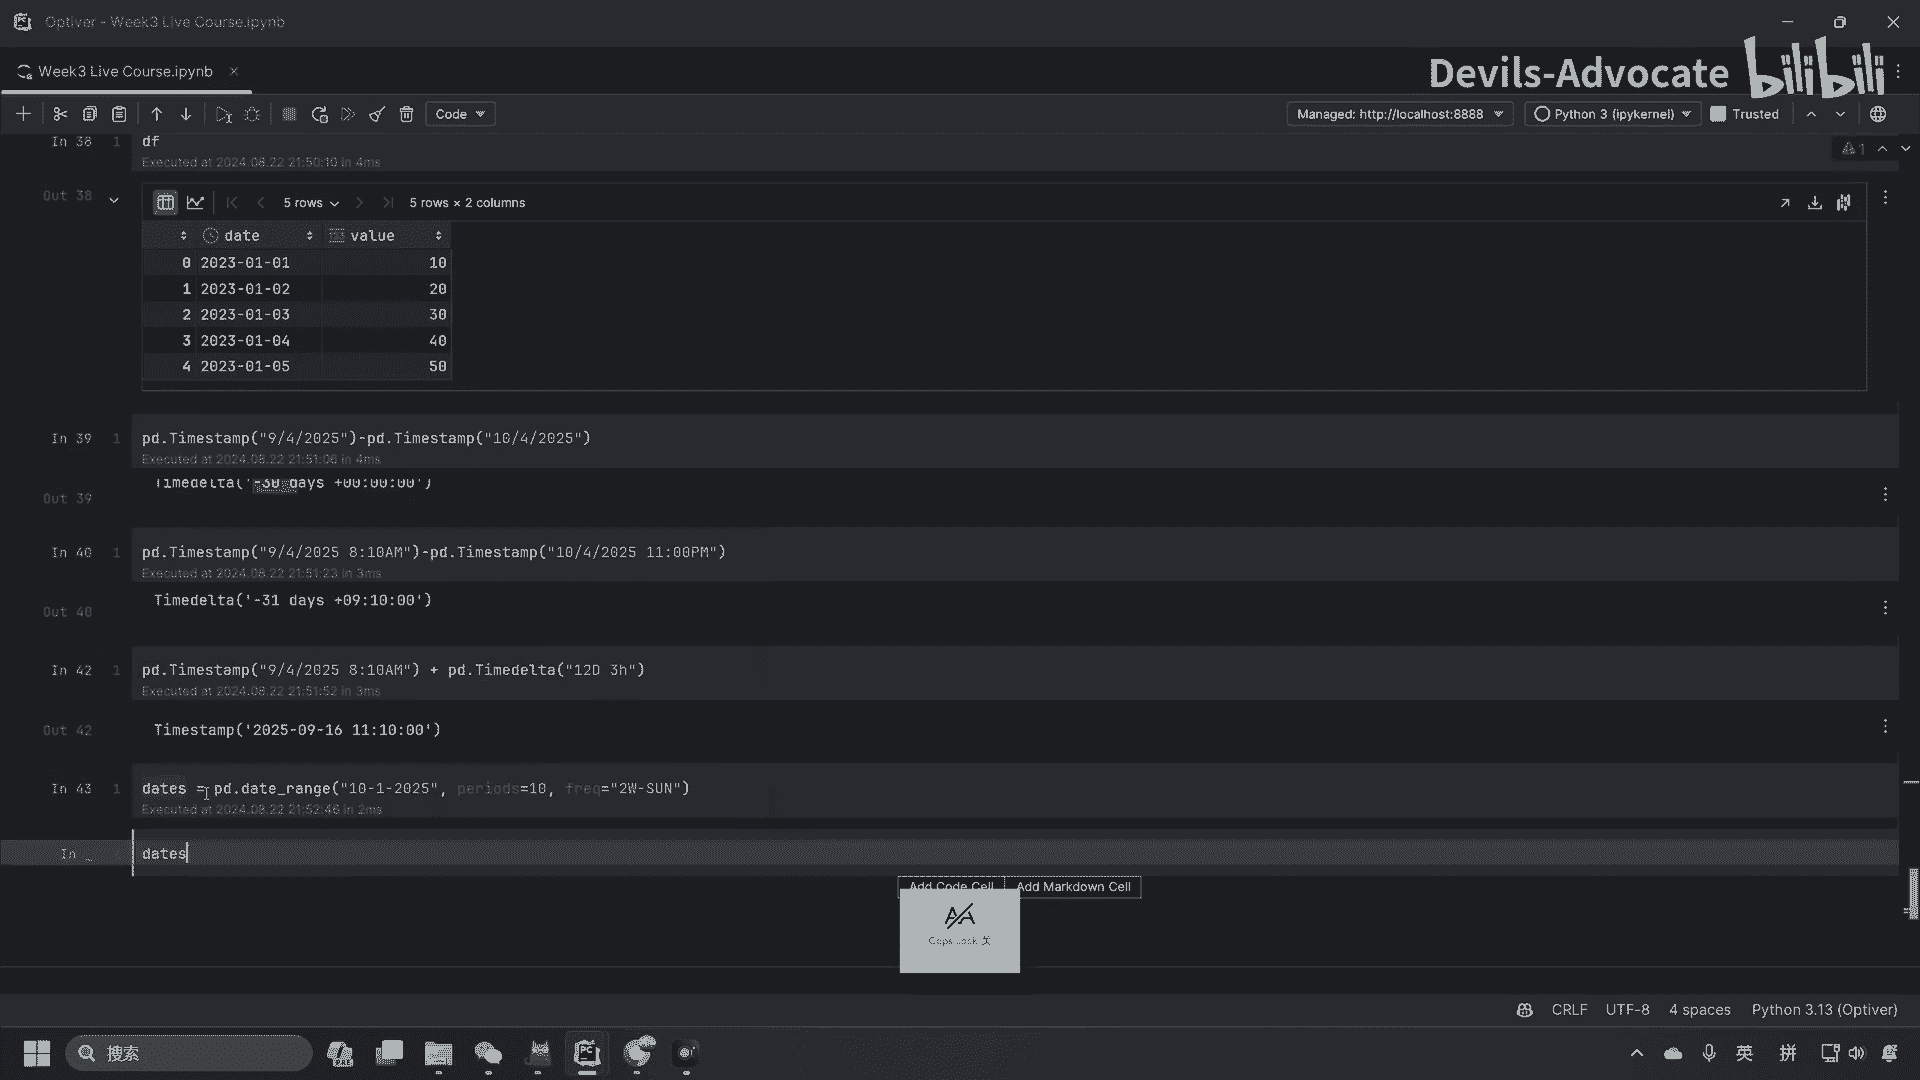 Optiver - Week3 Live Course.ipynb
Week3 Live Course.ipynb
Devils-Advocate bilibili
Code
Managed: http://localhost:8888
Python 3 (ipykernel)
Trusted
In 38 1 df
Executed at 2024.08.22 21:50:10 in 4ms
1
Out 38
5 rows
5 rows × 2 columns
date value
0 2023-01-01 10
1 2023-01-02 20
2 2023-01-03 30
3 2023-01-04 40
4 2023-01-05 50
In 39 1 pd.Timestamp("9/4/2025")-pd.Timestamp("10/4/2025")
Executed at 2024.08.22 21:51:06 in 4ms
Out 39 Timedelta('-30 days +00:00:00')
In 40 1 pd.Timestamp("9/4/2025 8:10AM")-pd.Timestamp("10/4/2025 11:00PM")
Executed at 2024.08.22 21:51:23 in 3ms
Out 40 Timedelta('-31 days +09:10:00')
In 42 1 pd.Timestamp("9/4/2025 8:10AM") + pd.Timedelta("12D 3h")
Executed at 2024.08.22 21:51:52 in 3ms
Out 42 Timestamp('2025-09-16 11:10:00')
In 43 1 dates = pd.date_range("10-1-2025", periods=10, freq="2W-SUN")
Executed at 2024.08.22 21:52:46 in 2ms
In _ dates
Add Code Cell Add Markdown Cell
Caps Lock 关
CRLF UTF-8 4 spaces Python 3.13 (Optiver)
搜索
英 拼